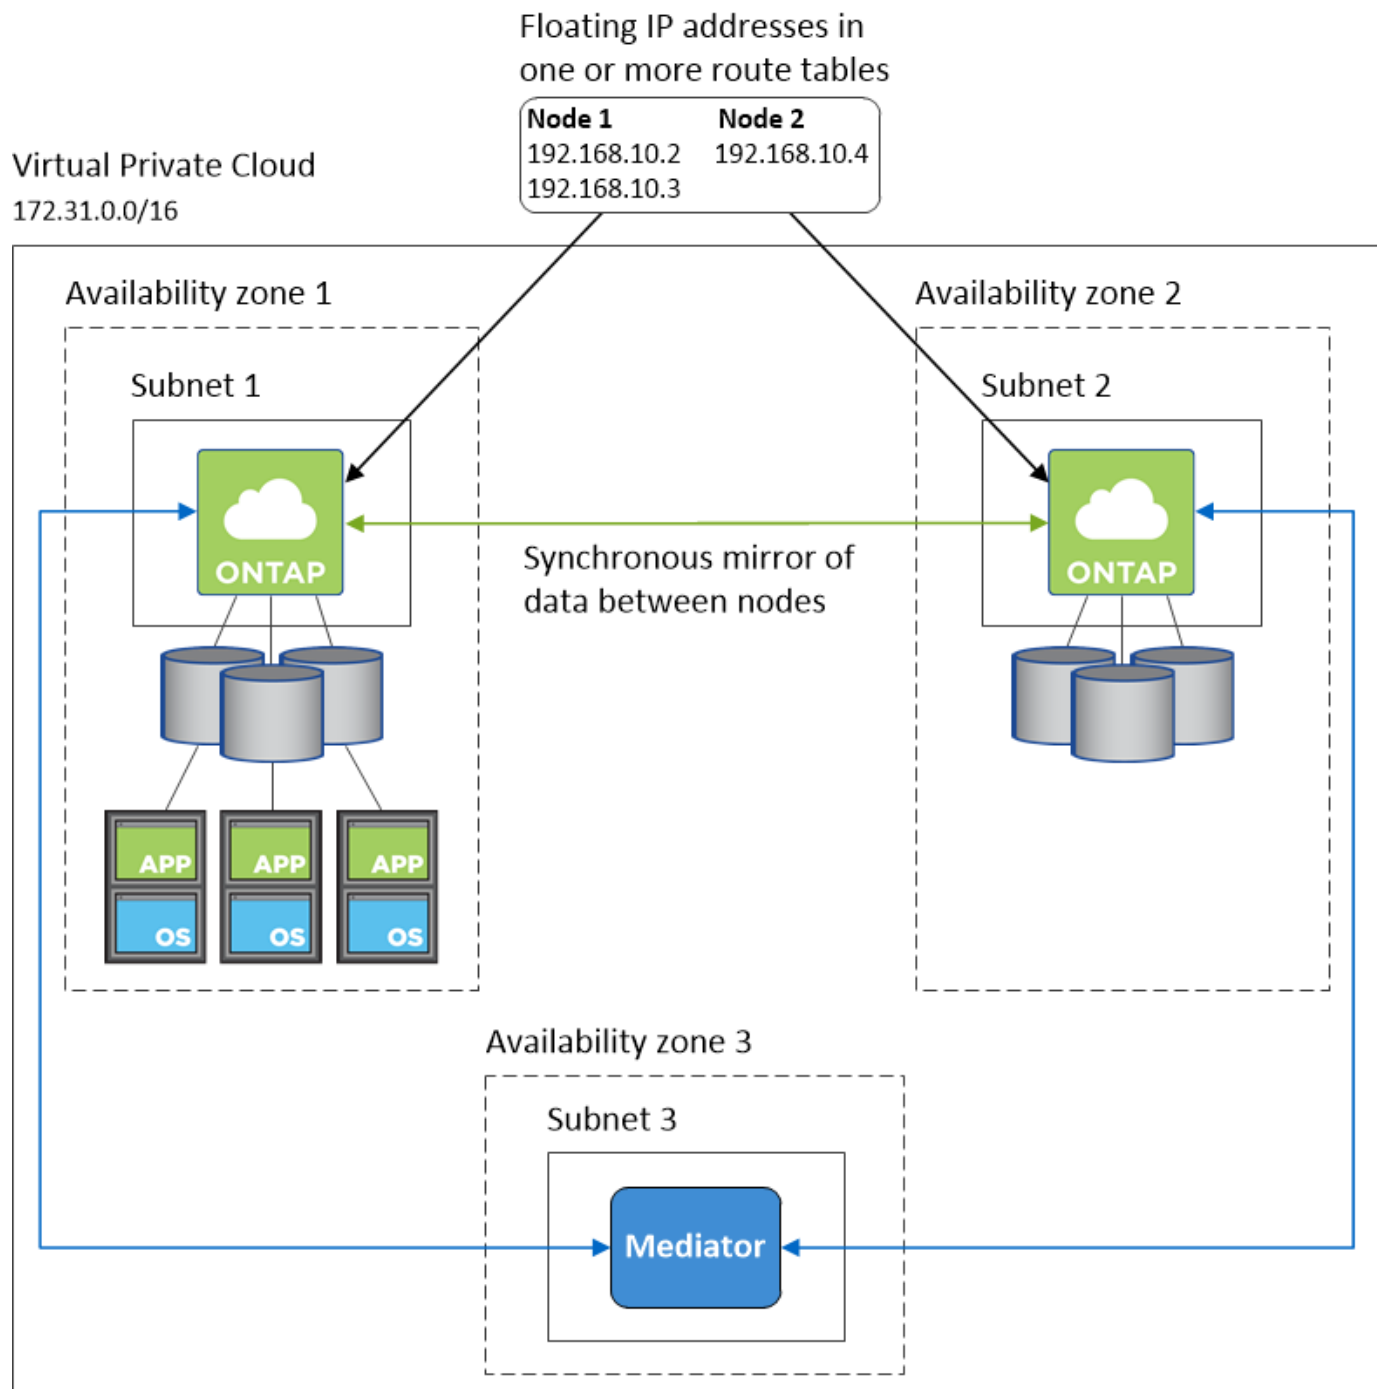 Floating IP addresses in
one or more route tables
Node 1 Node 2
192.168.10.2 192.168.10.4
192.168.10.3
Virtual Private Cloud
172.31.0.0/16
Availability zone 1
Availability zone 2
Subnet 1
Subnet 2
ONTAP
ONTAP
Synchronous mirror of
data between nodes
APP APP APP
OS OS OS
Availability zone 3
Subnet 3
Mediator